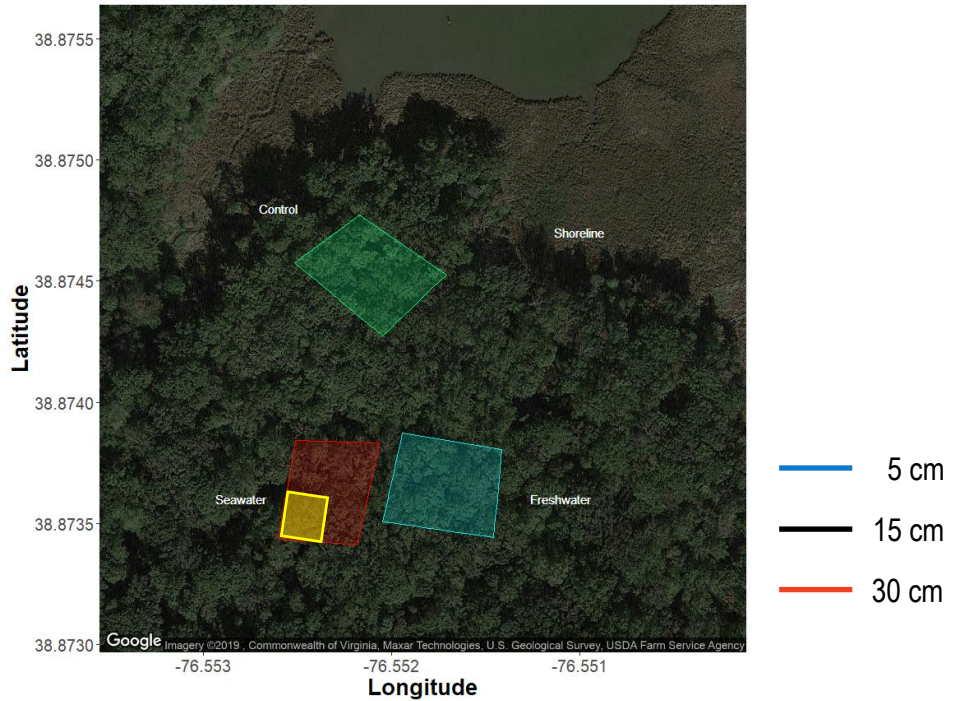 38.8755
38.8750
38.8745
38.8740
38.8735
38.8730
Latitude
Control
Shoreline
Seawater
Freshwater
Google
Imagery ©2019 , Commonwealth of Virginia, Maxar Technologies, U.S. Geological Survey, USDA Farm Service Agency
-76.553
-76.552
-76.551
Longitude
5 cm
15 cm
30 cm